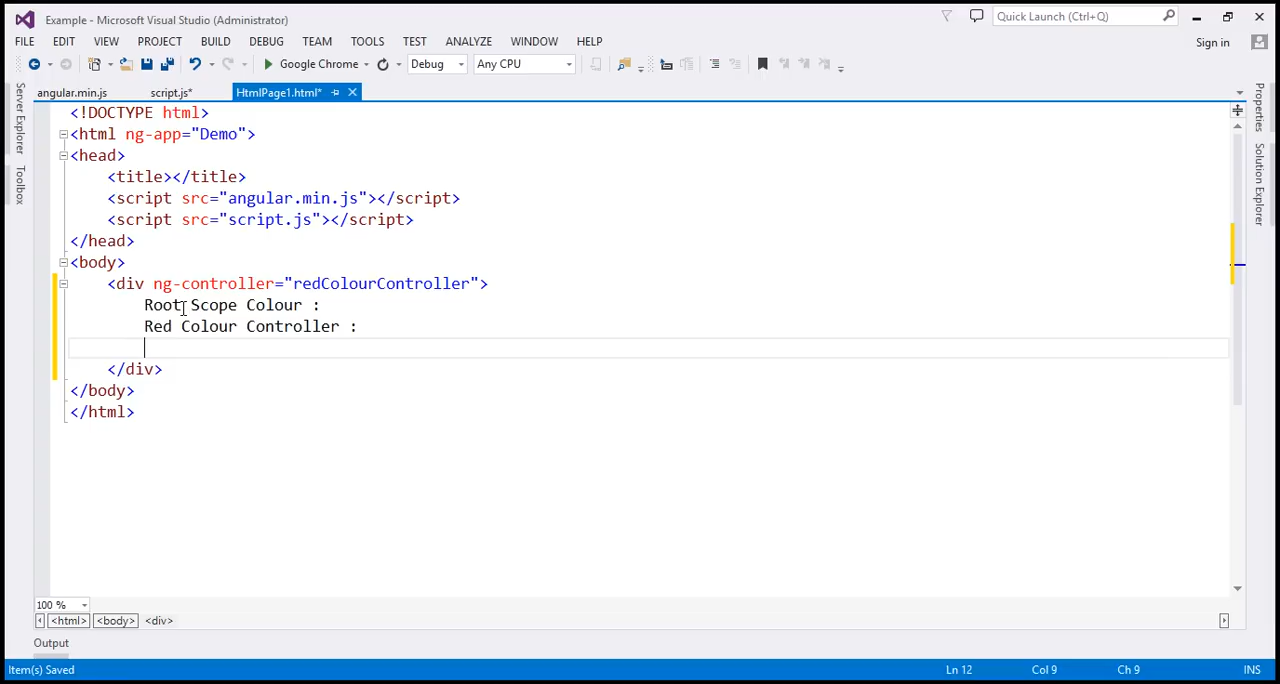 Example - Microsoft Visual Studio (Administrator)
Quick Launch (Ctrl+Q)
FILE EDIT VIEW PROJECT BUILD DEBUG TEAM TOOLS TEST ANALYZE WINDOW HELP
Sign in
Google Chrome Debug Any CPU
angular.min.js script.js* HtmlPage1.html*
Server Explorer
Toolbox
Properties
Solution Explorer
<!DOCTYPE html>
<html ng-app="Demo">
<head>
<title></title>
<script src="angular.min.js"></script>
<script src="script.js"></script>
</head>
<body>
<div ng-controller="redColourController">
Root Scope Colour :
Red Colour Controller :
</div>
</body>
</html>
100 %
<html> <body> <div>
Output
Item(s) Saved Ln 12 Col 9 Ch 9 INS